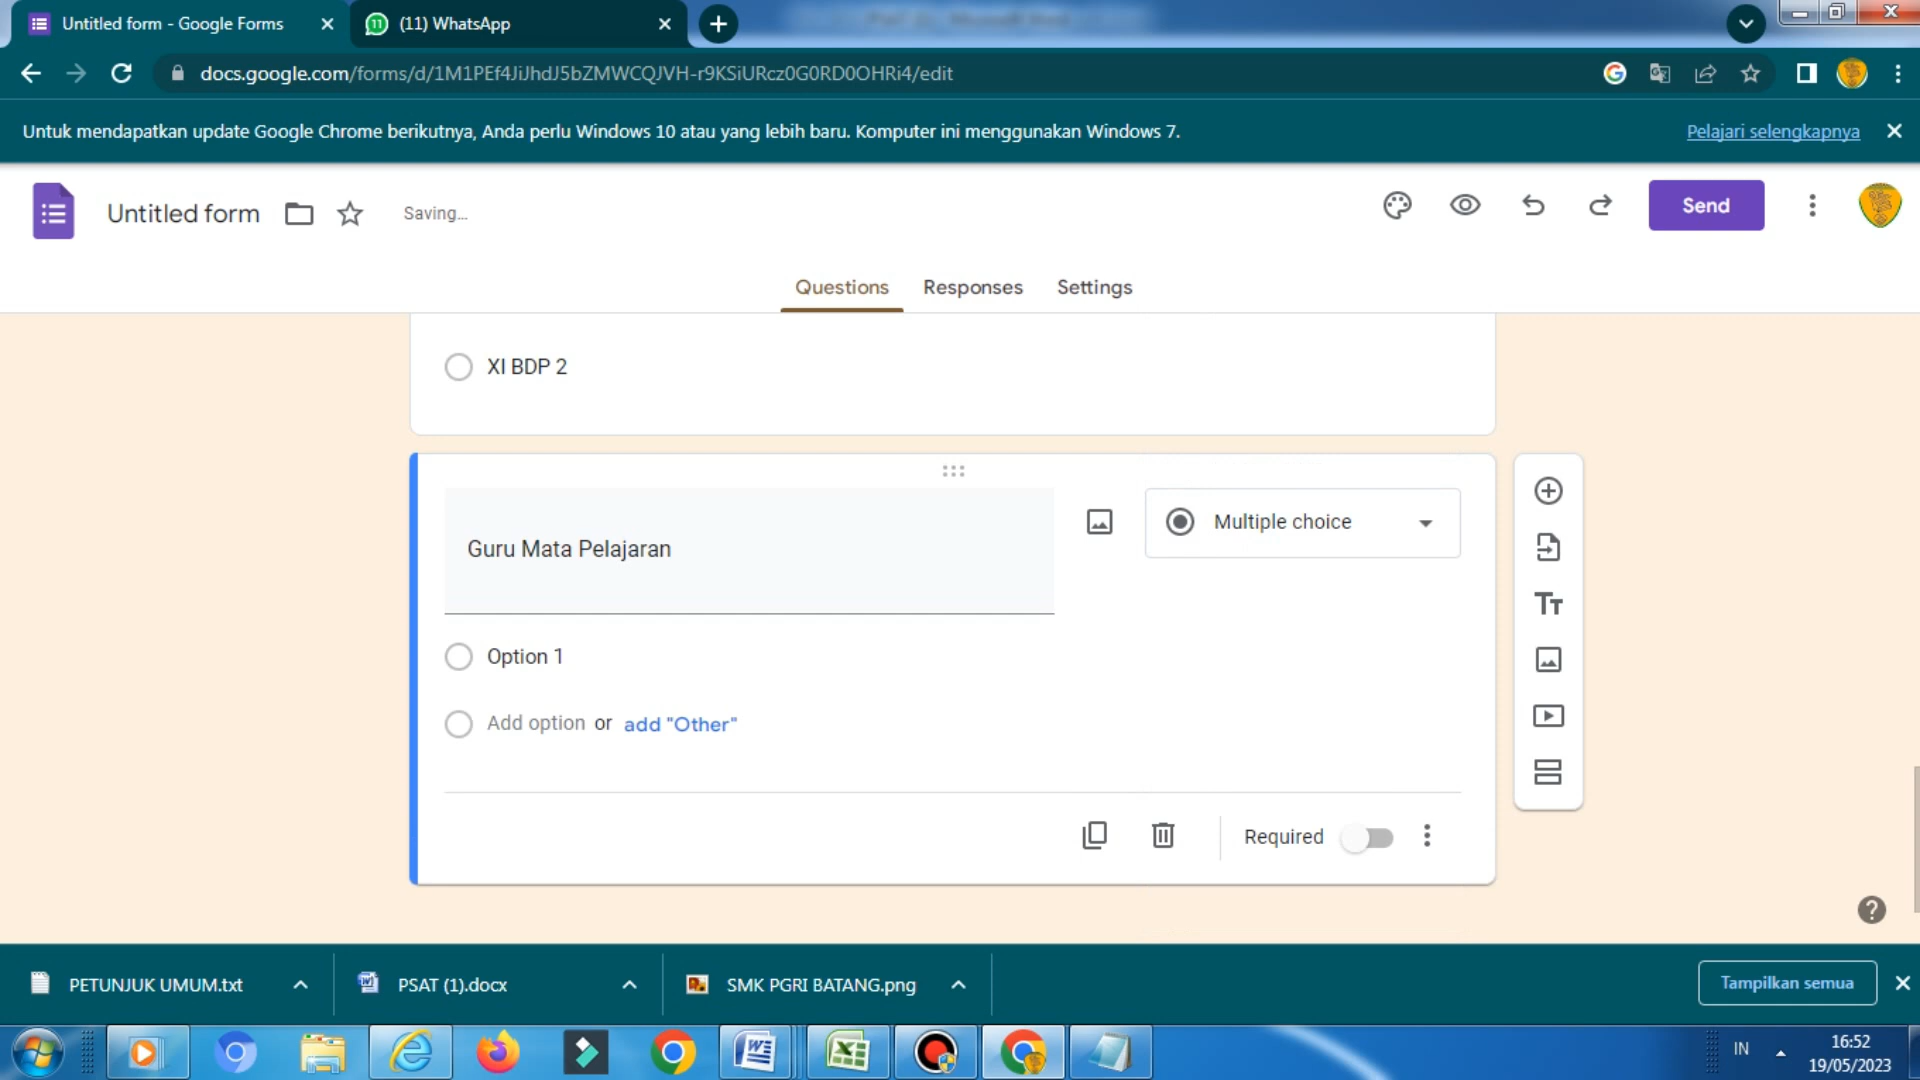 Untitled form - Google Forms
(11) WhatsApp
docs.google.com/forms/d/1M1PEf4JiJhdJ5bZMWCQJVH-r9KSiURcz0G0RD0OHRi4/edit
Untuk mendapatkan update Google Chrome berikutnya, Anda perlu Windows 10 atau yang lebih baru. Komputer ini menggunakan Windows 7.
Pelajari selengkapnya
Untitled form
Saving...
Send
Questions
Responses
Settings
XI BDP 2
Guru Mata Pelajaran
Multiple choice
Option 1
Add option or add "Other"
Required
PETUNJUK UMUM.txt
PSAT (1).docx
SMK PGRI BATANG.png
Tampilkan semua
IN
16:52
19/05/2023